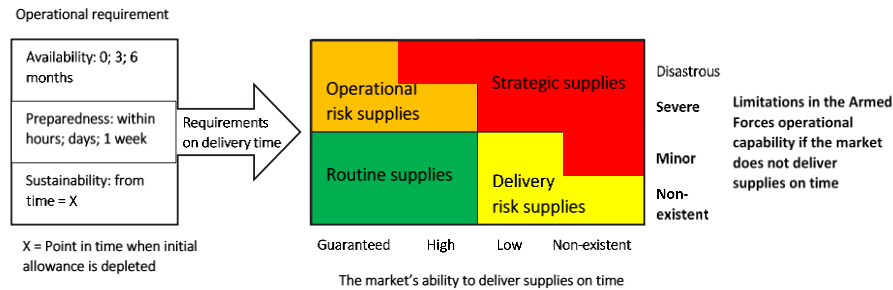 Operational requirement
Availability: 0; 3; 6
months
Preparedness: within
hours; days; 1 week
Sustainability: from
time = X
X = Point in time when initial
allowance is depleted
Requirements
on delivery time
Operational
risk supplies
Strategic supplies
Routine supplies
Delivery
risk supplies
Disastrous
Severe
Minor
Non-
existent
Limitations in the Armed
Forces operational
capability if the market
does not deliver
supplies on time
Guaranteed
High
Low
Non-existent
The market's ability to deliver supplies on time